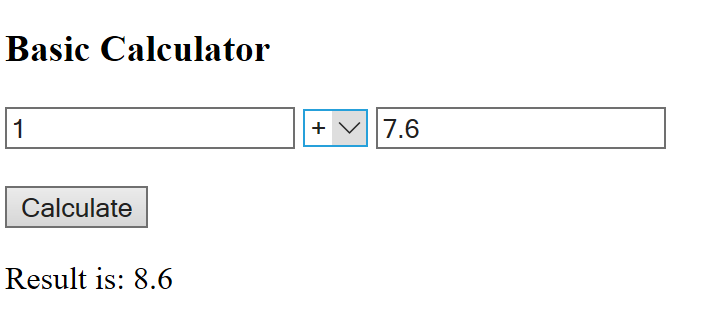 Basic Calculator
1 + 7.6
Calculate
Result is: 8.6